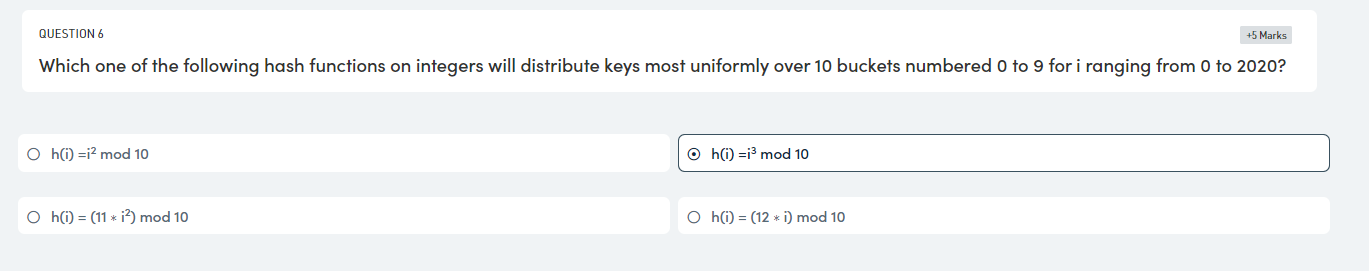 QUESTION 6
+5 Marks
Which one of the following hash functions on integers will distribute keys most uniformly over 10 buckets numbered 0 to 9 for i ranging from 0 to 2020?
h(i) =i² mod 10
h(i) =i³ mod 10
h(i) = (11 * i²) mod 10
h(i) = (12 * i) mod 10